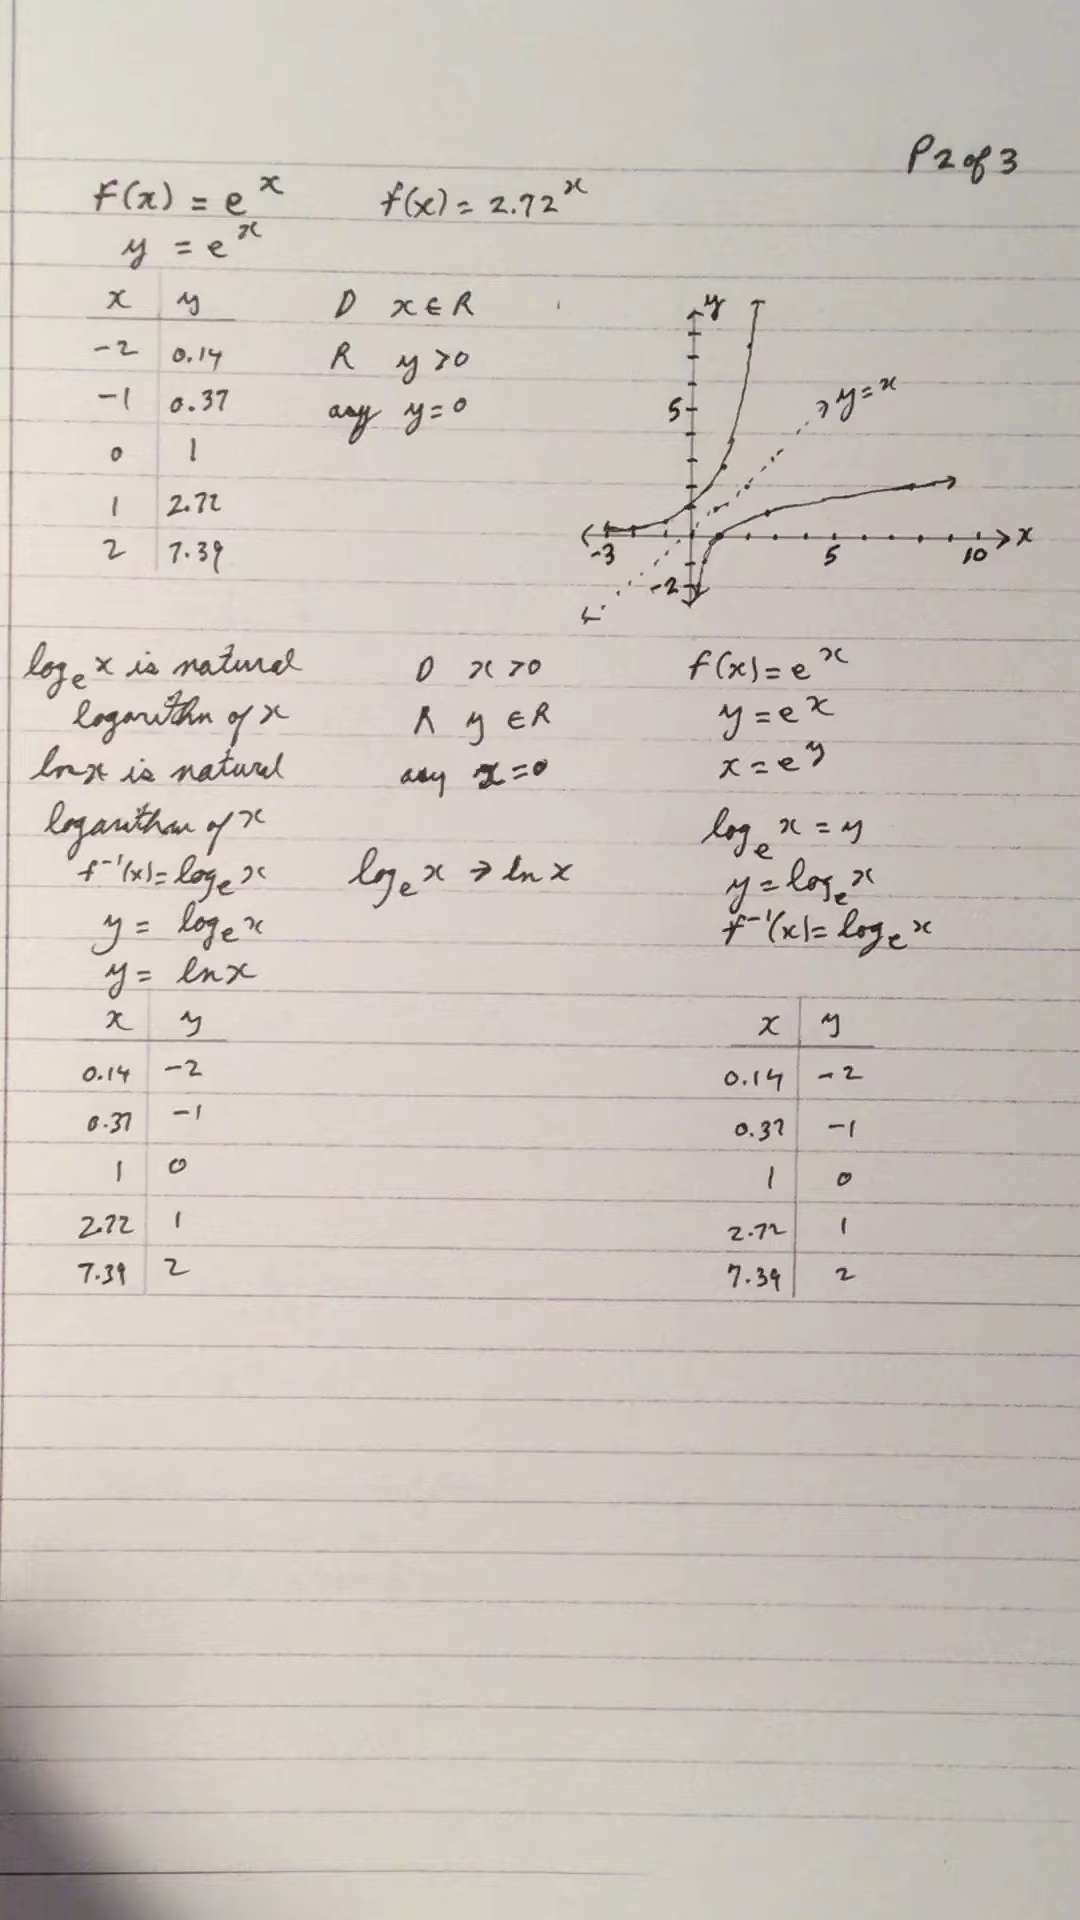 P2 of 3
f(x) = e^x f(x) = 2.72^x
y = e^x
x y
-2 0.14
-1 0.37
0 1
1 2.72
2 7.39
D x ∈ R
R y > 0
asy y = 0
y
5
-3
-2
5
10
x
y = x
log_e x is natural
logarithm of x
ln x is natural
logarithm of x
f^-1(x) = log_e x
y = log_e x
y = ln x
D x > 0
R y ∈ R
asy x = 0
log_e x → ln x
f(x) = e^x
y = e^x
x = e^y
log_e x = y
y = log_e x
f^-1(x) = log_e x
x y
0.14 -2
0.37 -1
1 0
2.72 1
7.39 2
x y
0.14 -2
0.37 -1
1 0
2.72 1
7.39 2